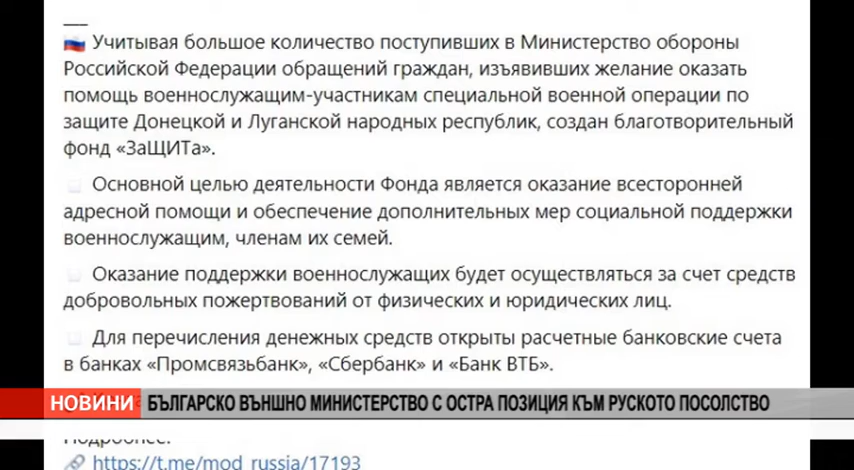 Учитывая большое количество поступивших в Министерство обороны
Российской Федерации обращений граждан, изъявивших желание оказать
помощь военнослужащим-участникам специальной военной операции по
защите Донецкой и Луганской народных республик, создан благотворительный
фонд «ЗаЩИТа».
Основной целью деятельности Фонда является оказание всесторонней
адресной помощи и обеспечение дополнительных мер социальной поддержки
военнослужащим, членам их семей.
Оказание поддержки военнослужащих будет осуществляться за счет средств
добровольных пожертвований от физических и юридических лиц.
Для перечисления денежных средств открыты расчетные банковские счета
в банках «Промсвязьбанк», «Сбербанк» и «Банк ВТБ».
НОВИНИ БЪЛГАРСКО ВЪНШНО МИНИСТЕРСТВО С ОСТРА ПОЗИЦИЯ КЪМ РУСКОТО ПОСОЛСТВО
Подробнее:
https://t.me/mod_russia/17193